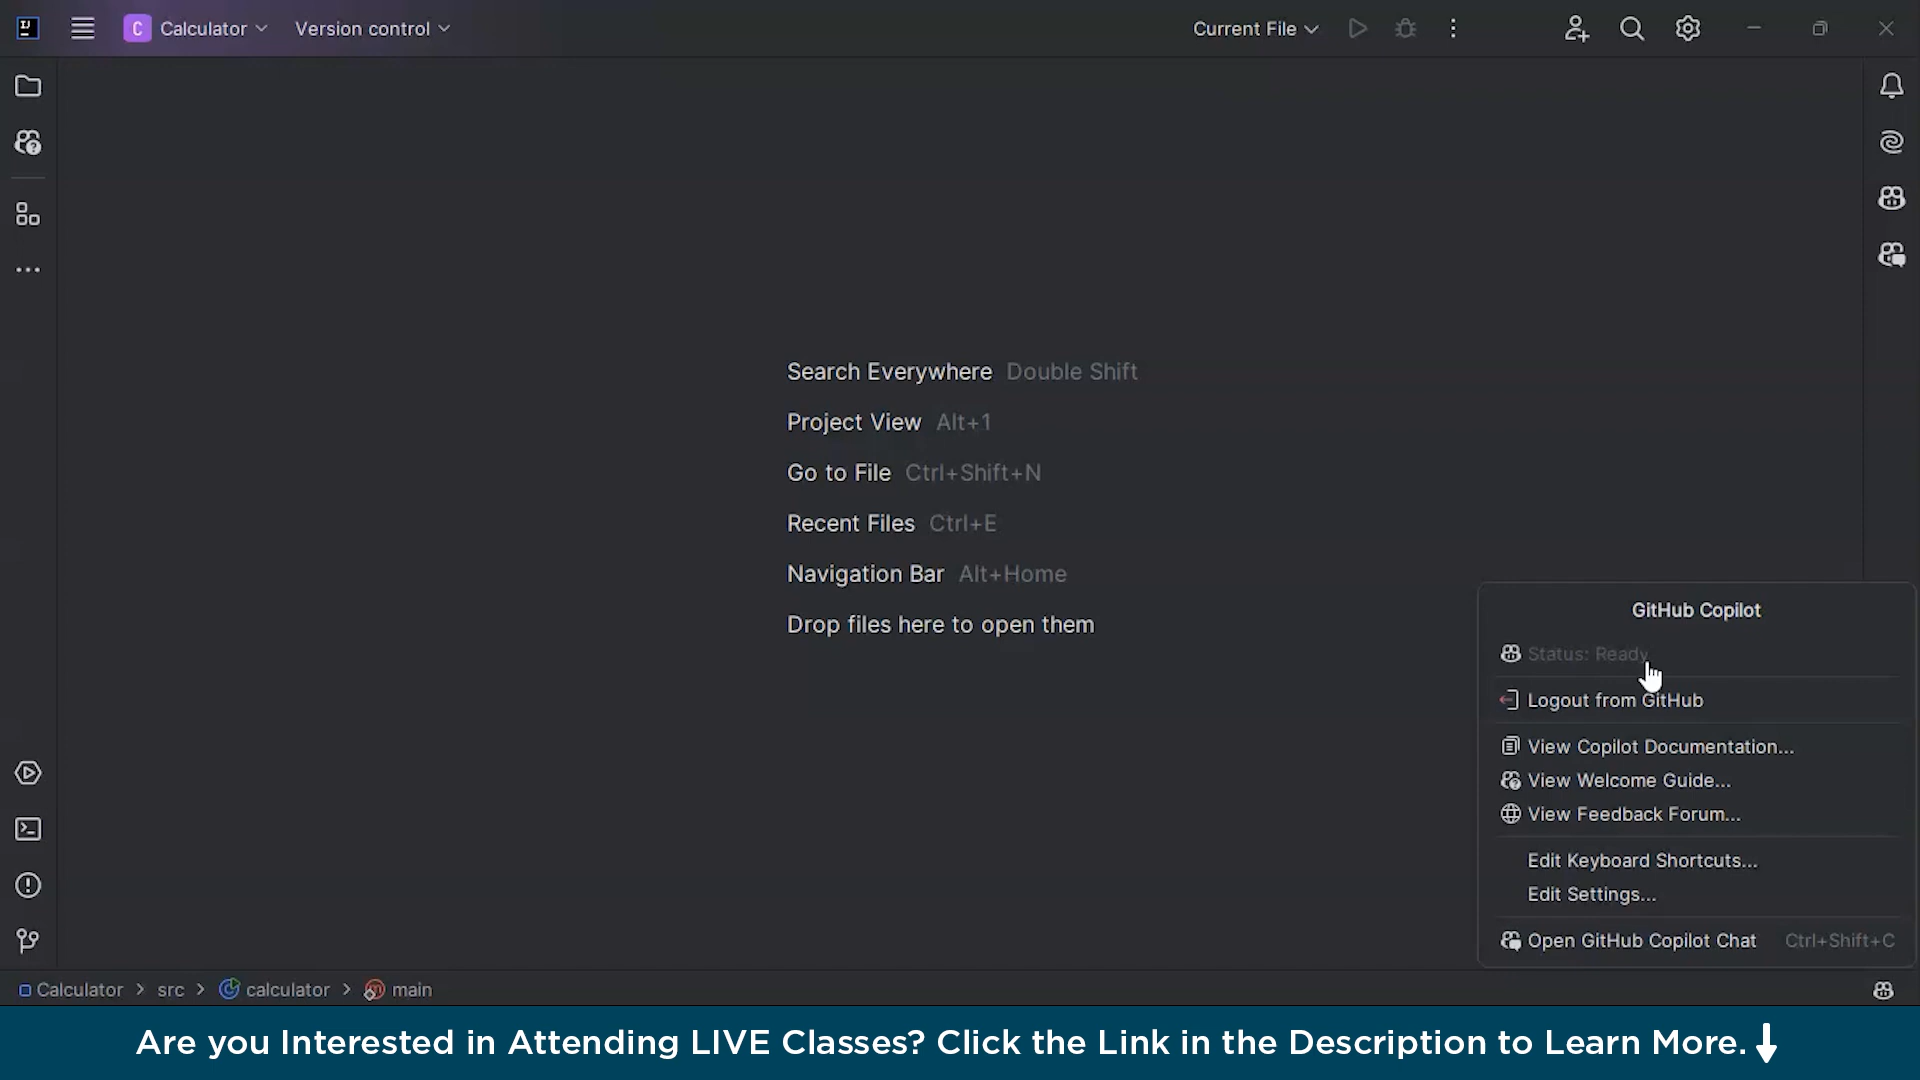 C Calculator Version control Current File
Search Everywhere Double Shift
Project View Alt+1
Go to File Ctrl+Shift+N
Recent Files Ctrl+E
Navigation Bar Alt+Home
Drop files here to open them
GitHub Copilot
Status: Ready
Logout from GitHub
View Copilot Documentation...
View Welcome Guide...
View Feedback Forum...
Edit Keyboard Shortcuts...
Edit Settings...
Open GitHub Copilot Chat Ctrl+Shift+C
Calculator > src > calculator > main
Are you Interested in Attending LIVE Classes? Click the Link in the Description to Learn More.